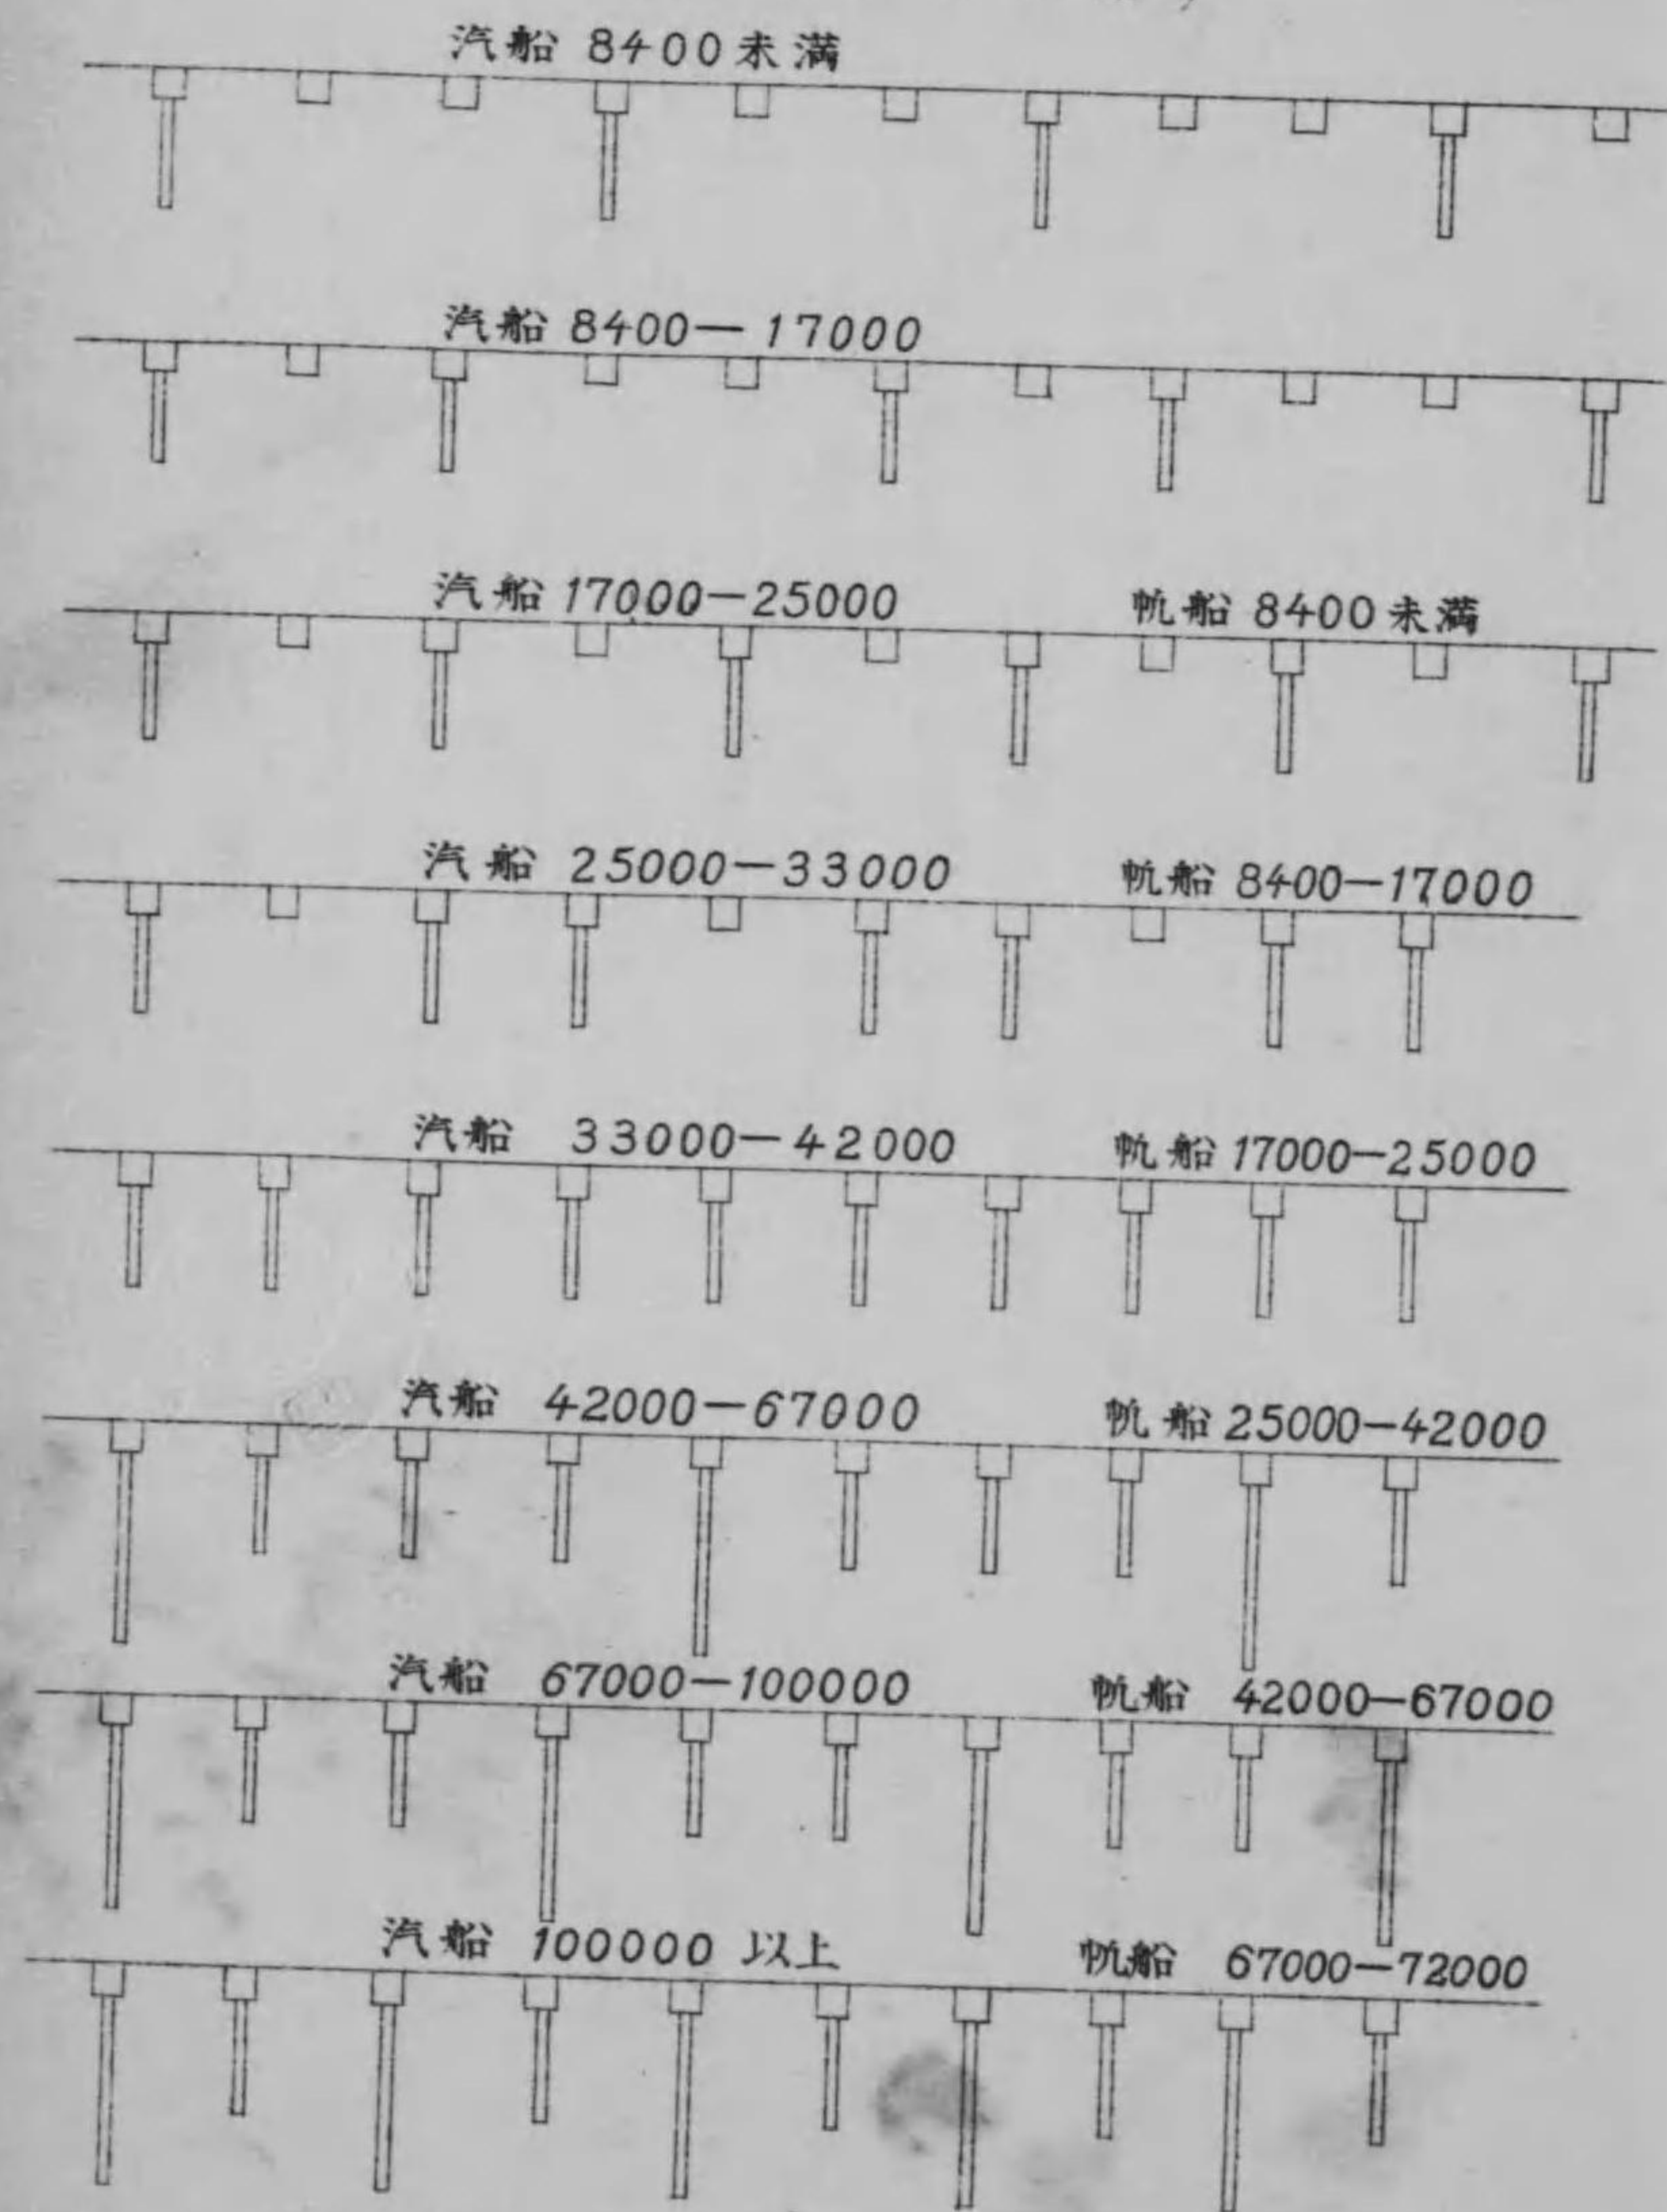 汽船 8400未満
汽船 8400—17000
汽船 17000—25000 帆船 8400未満
汽船 25000—33000 帆船 8400—17000
汽船 33000—42000 帆船 17000—25000
汽船 42000—67000 帆船 25000—42000
汽船 67000—100000 帆船 42000—67000
汽船 100000 以上 帆船 67000—72000